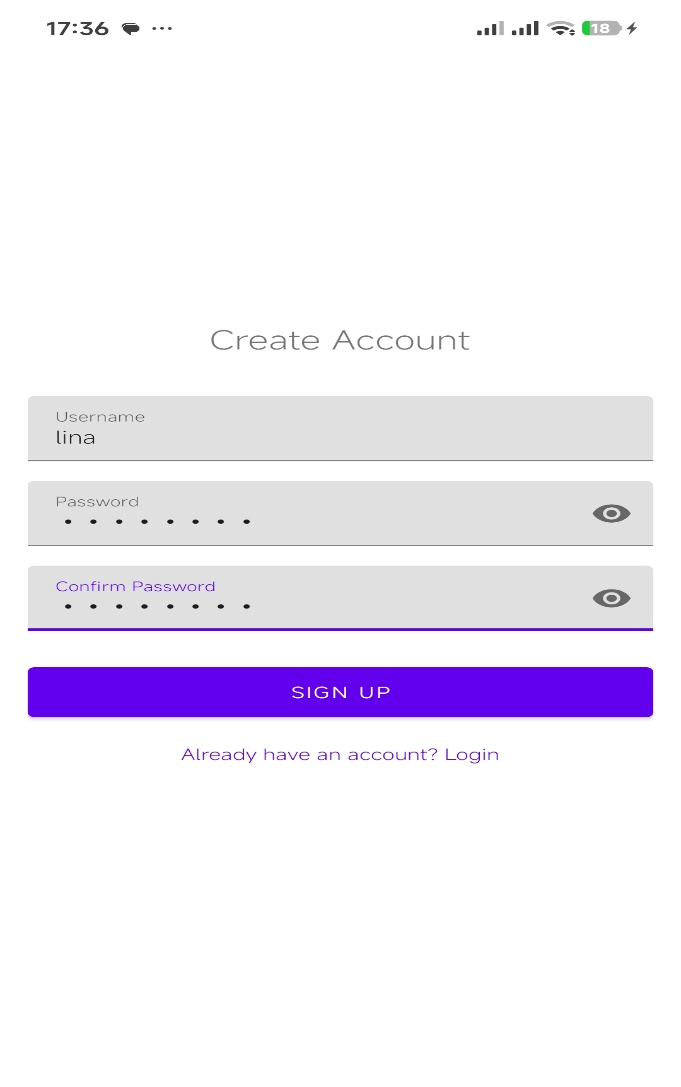 17:36 ... 18
Create Account
Username
lina
Password
••••••••
Confirm Password
••••••••
SIGN UP
Already have an account? Login